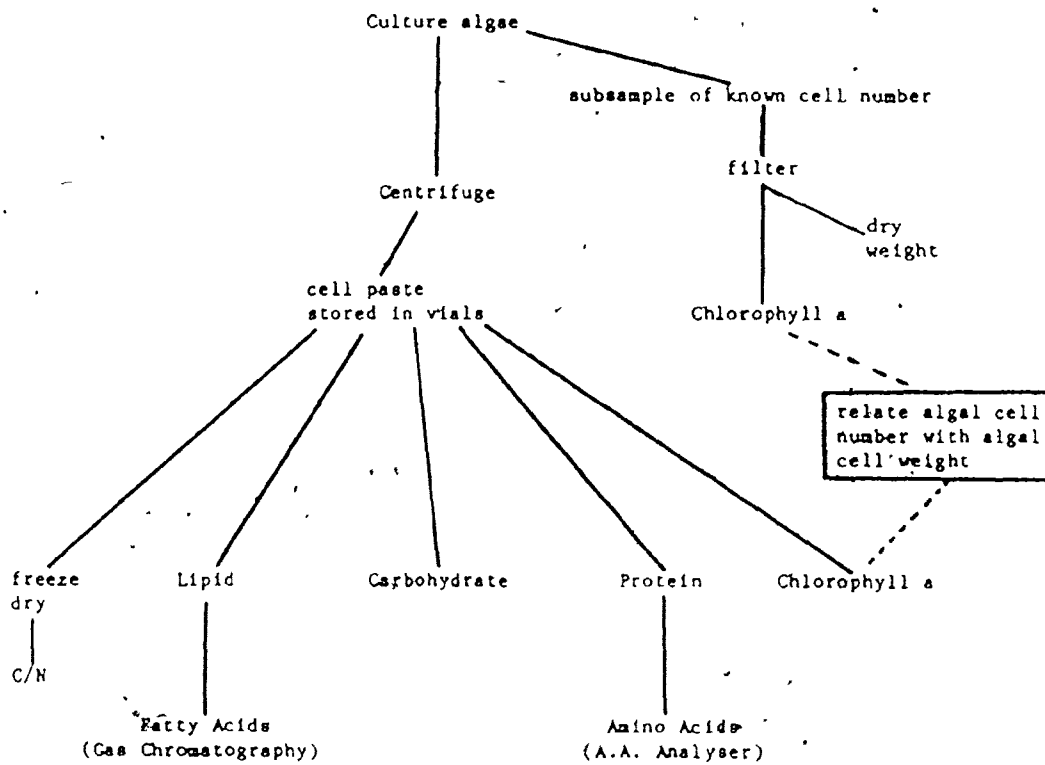 Culture algae
subsample of known cell number
filter
Centrifuge
dry
weight
cell paste
stored in vials
Chlorophyll a
relate algal cell
number with algal
cell weight
freeze
dry
Lipid
Carbohydrate
Protein
Chlorophyll a
C/N
Fatty Acids
(Gas Chromatography)
Amino Acids
(A.A. Analyser)